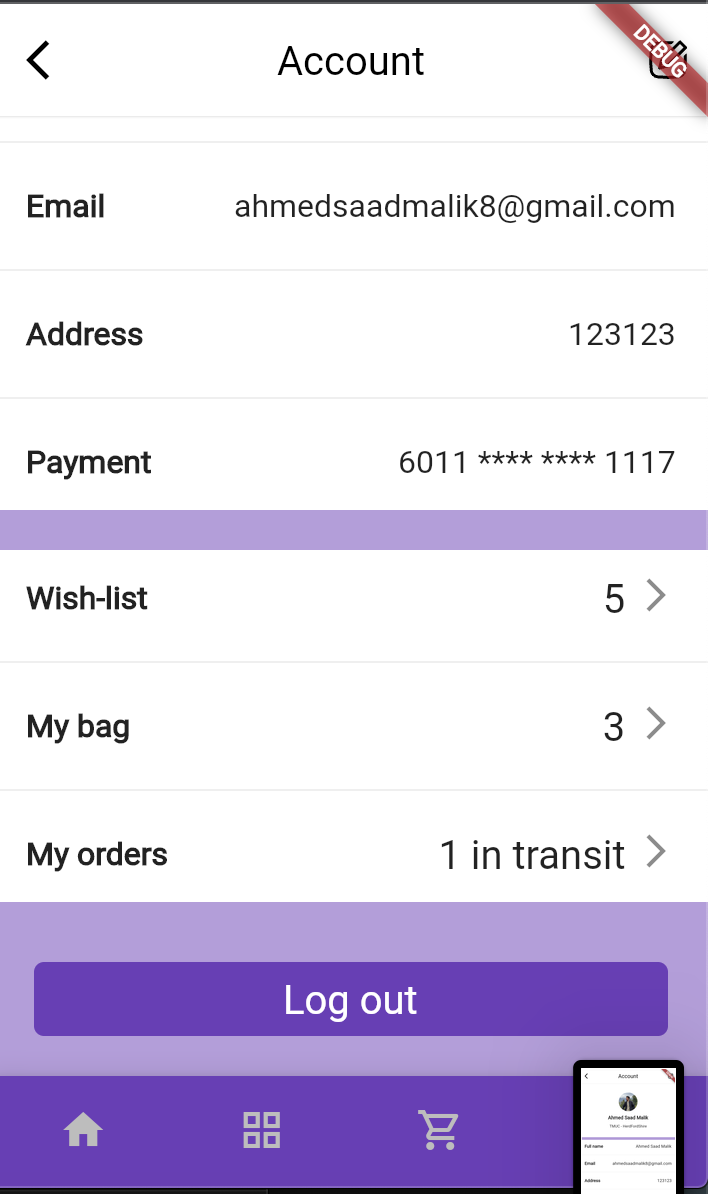 Account
DEBUG
Email ahmedsaadmalik8@gmail.com
Address 123123
Payment 6011 **** **** 1117
Wish-list 5
My bag 3
My orders 1 in transit
Log out
Account
Ahmed Saad Malik
Full name Ahmed Saad Malik
Email ahmedsaadmalik8@gmail.com
Address 123123